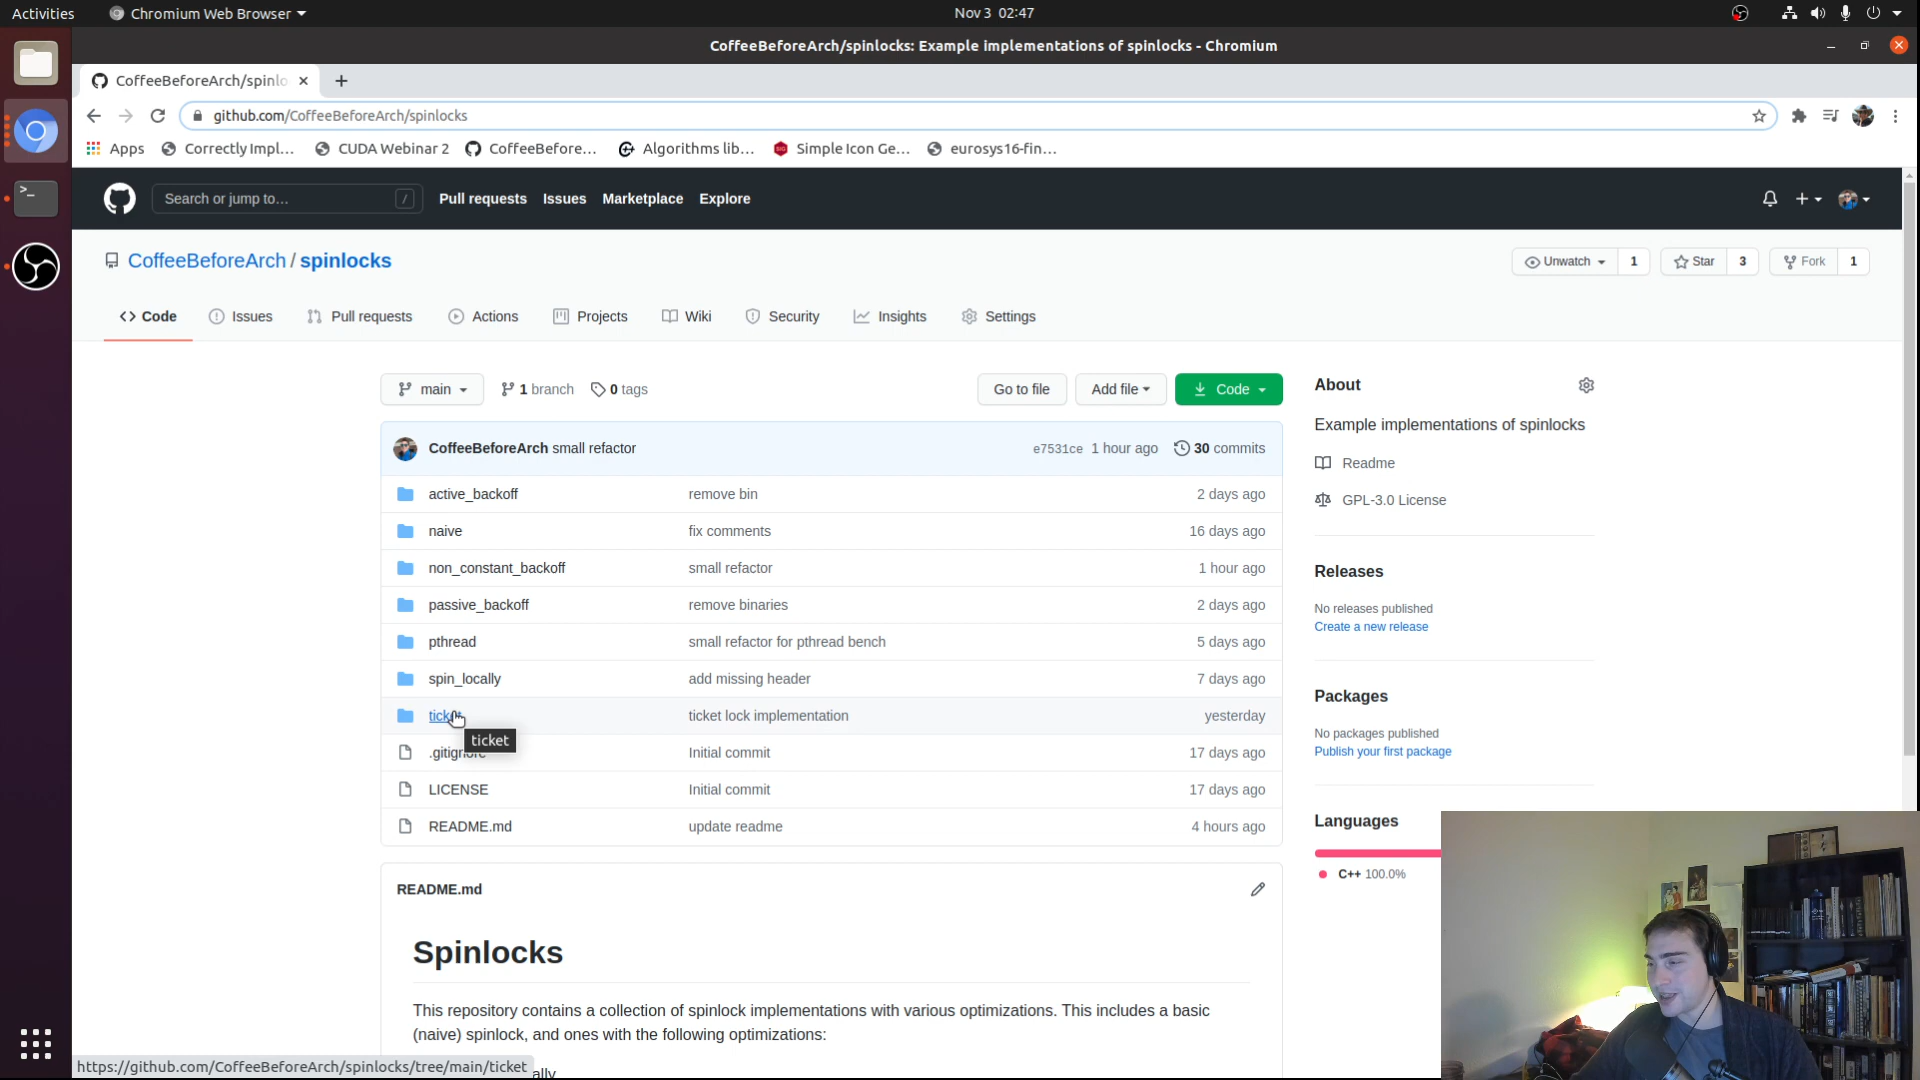 Activities
Chromium Web Browser
Nov 3 02:47
CoffeeBeforeArch/spinlocks: Example implementations of spinlocks - Chromium
CoffeeBeforeArch/spinlo
github.com/CoffeeBeforeArch/spinlocks
Apps
Correctly Impl...
CUDA Webinar 2
CoffeeBefore...
Algorithms lib...
Simple Icon Ge...
eurosys16-fin...
Search or jump to...
/
Pull requests
Issues
Marketplace
Explore
CoffeeBeforeArch / spinlocks
Unwatch 1
Star 3
Fork 1
Code
Issues
Pull requests
Actions
Projects
Wiki
Security
Insights
Settings
main
1 branch
0 tags
Go to file
Add file
Code
CoffeeBeforeArch small refactor e7531ce 1 hour ago 30 commits
active_backoff remove bin 2 days ago
naive fix comments 16 days ago
non_constant_backoff small refactor 1 hour ago
passive_backoff remove binaries 2 days ago
pthread small refactor for pthread bench 5 days ago
spin_locally add missing header 7 days ago
ticket ticket lock implementation yesterday
ticket
.gitignore Initial commit 17 days ago
LICENSE Initial commit 17 days ago
README.md update readme 4 hours ago
README.md
Spinlocks
This repository contains a collection of spinlock implementations with various optimizations. This includes a basic
(naive) spinlock, and ones with the following optimizations:
About
Example implementations of spinlocks
Readme
GPL-3.0 License
Releases
No releases published
Create a new release
Packages
No packages published
Publish your first package
Languages
C++ 100.0%
https://github.com/CoffeeBeforeArch/spinlocks/tree/main/ticket